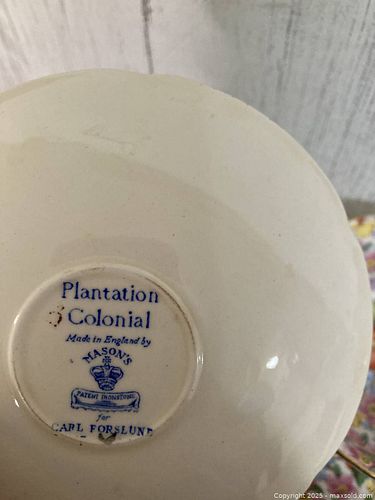 Plantation
Colonial
Made in England by
MASON'S
PATENT IRONSTONE
for
CARL FORSLUND
Copyright © 2025 - maxsold.com